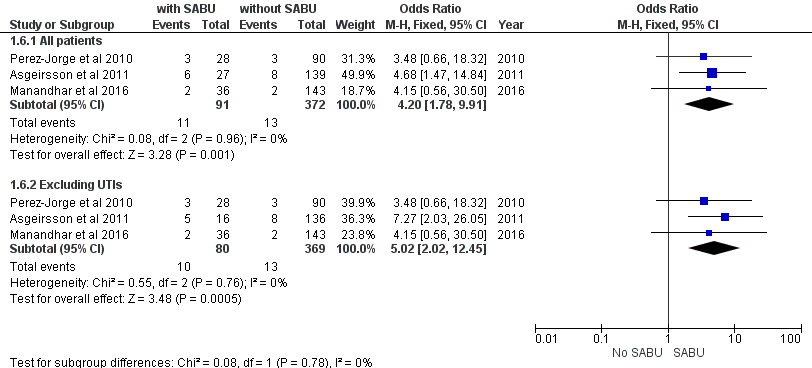 with SABU without SABU Odds Ratio Odds Ratio
Study or Subgroup Events Total Events Total Weight M-H, Fixed, 95% CI Year M-H, Fixed, 95% CI
1.6.1 All patients
Perez-Jorge et al 2010 3 28 3 90 31.3% 3.48 [0.66, 18.32] 2010
Asgeirsson et al 2011 6 27 8 139 49.9% 4.68 [1.47, 14.84] 2011
Manandhar et al 2016 2 36 2 143 18.7% 4.15 [0.56, 30.50] 2016
Subtotal (95% CI) 91 372 100.0% 4.20 [1.78, 9.91]
Total events 11 13
Heterogeneity: Chi² = 0.08, df = 2 (P = 0.96); I² = 0%
Test for overall effect: Z = 3.28 (P = 0.001)
1.6.2 Excluding UTIs
Perez-Jorge et al 2010 3 28 3 90 39.9% 3.48 [0.66, 18.32] 2010
Asgeirsson et al 2011 5 16 8 136 36.3% 7.27 [2.03, 26.05] 2011
Manandhar et al 2016 2 36 2 143 23.8% 4.15 [0.56, 30.50] 2016
Subtotal (95% CI) 80 369 100.0% 5.02 [2.02, 12.45]
Total events 10 13
Heterogeneity: Chi² = 0.55, df = 2 (P = 0.76); I² = 0%
Test for overall effect: Z = 3.48 (P = 0.0005)
0.01 0.1 1 10 100
No SABU SABU
Test for subgroup differences: Chi² = 0.08, df = 1 (P = 0.78), I² = 0%